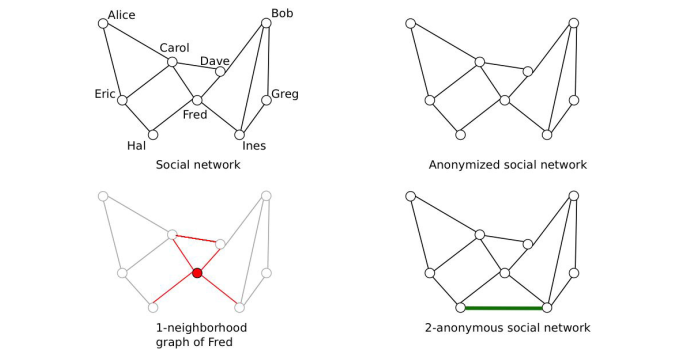 Alice
Bob
Carol
Dave
Eric
Greg
Fred
Hal
Ines
Social network
Anonymized social network
1-neighborhood
graph of Fred
2-anonymous social network